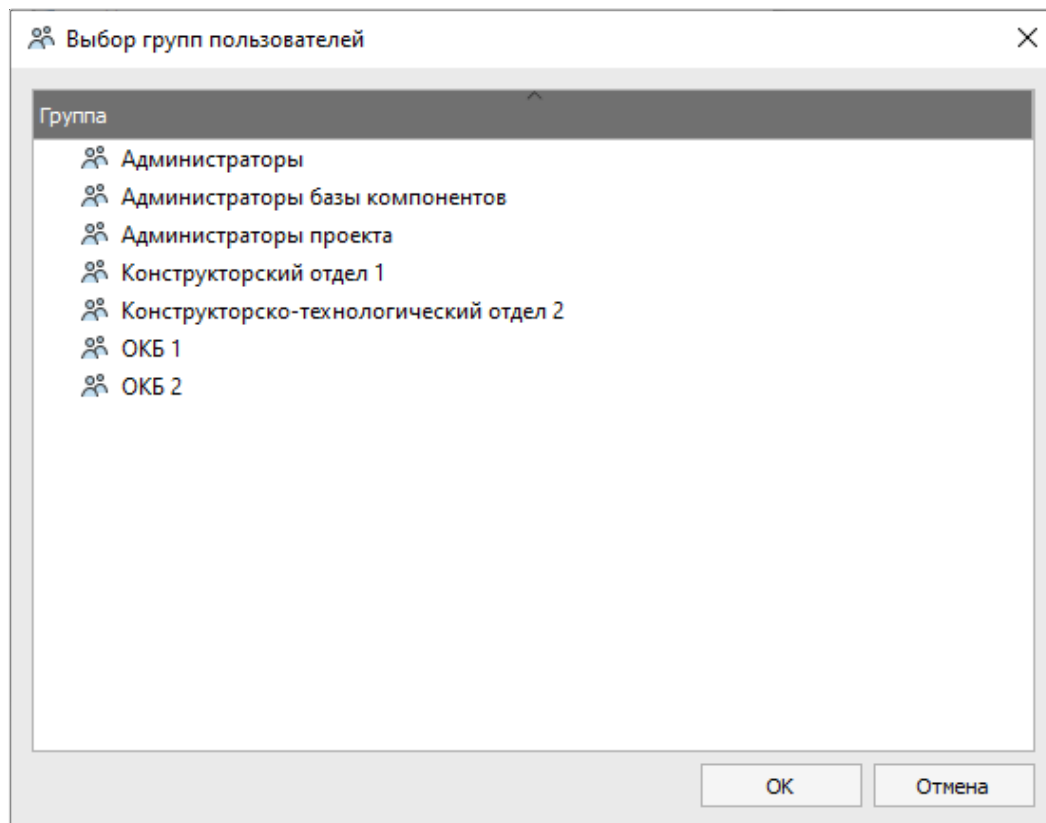 Выбор групп пользователей
Группа
Администраторы
Администраторы базы компонентов
Администраторы проекта
Конструкторский отдел 1
Конструкторско-технологический отдел 2
ОКБ 1
ОКБ 2
OK Отмена